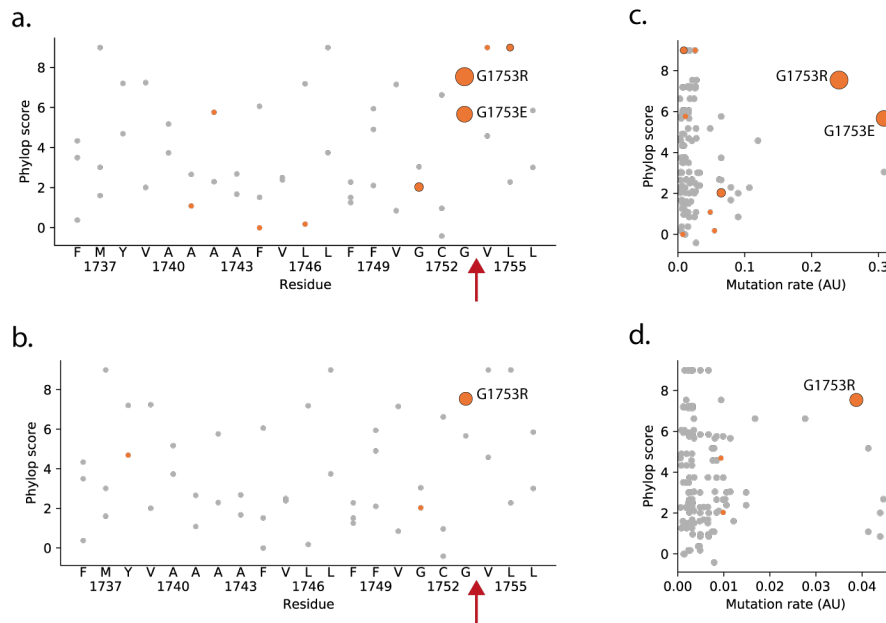 a.
Phylop score
8
6
4
2
0
G1753R
G1753E
F M Y V A A A A F V L L F F V G C G V L L
1737 1740 1743 1746 1749 1752 1755
Residue
c.
Phylop score
8
6
4
2
0
G1753R
G1753E
0.0 0.1 0.2 0.3
Mutation rate (AU)
b.
Phylop score
8
6
4
2
0
G1753R
F M Y V A A A A F V L L F F V G C G V L L
1737 1740 1743 1746 1749 1752 1755
Residue
d.
Phylop score
8
6
4
2
0
G1753R
0.00 0.01 0.02 0.03 0.04
Mutation rate (AU)